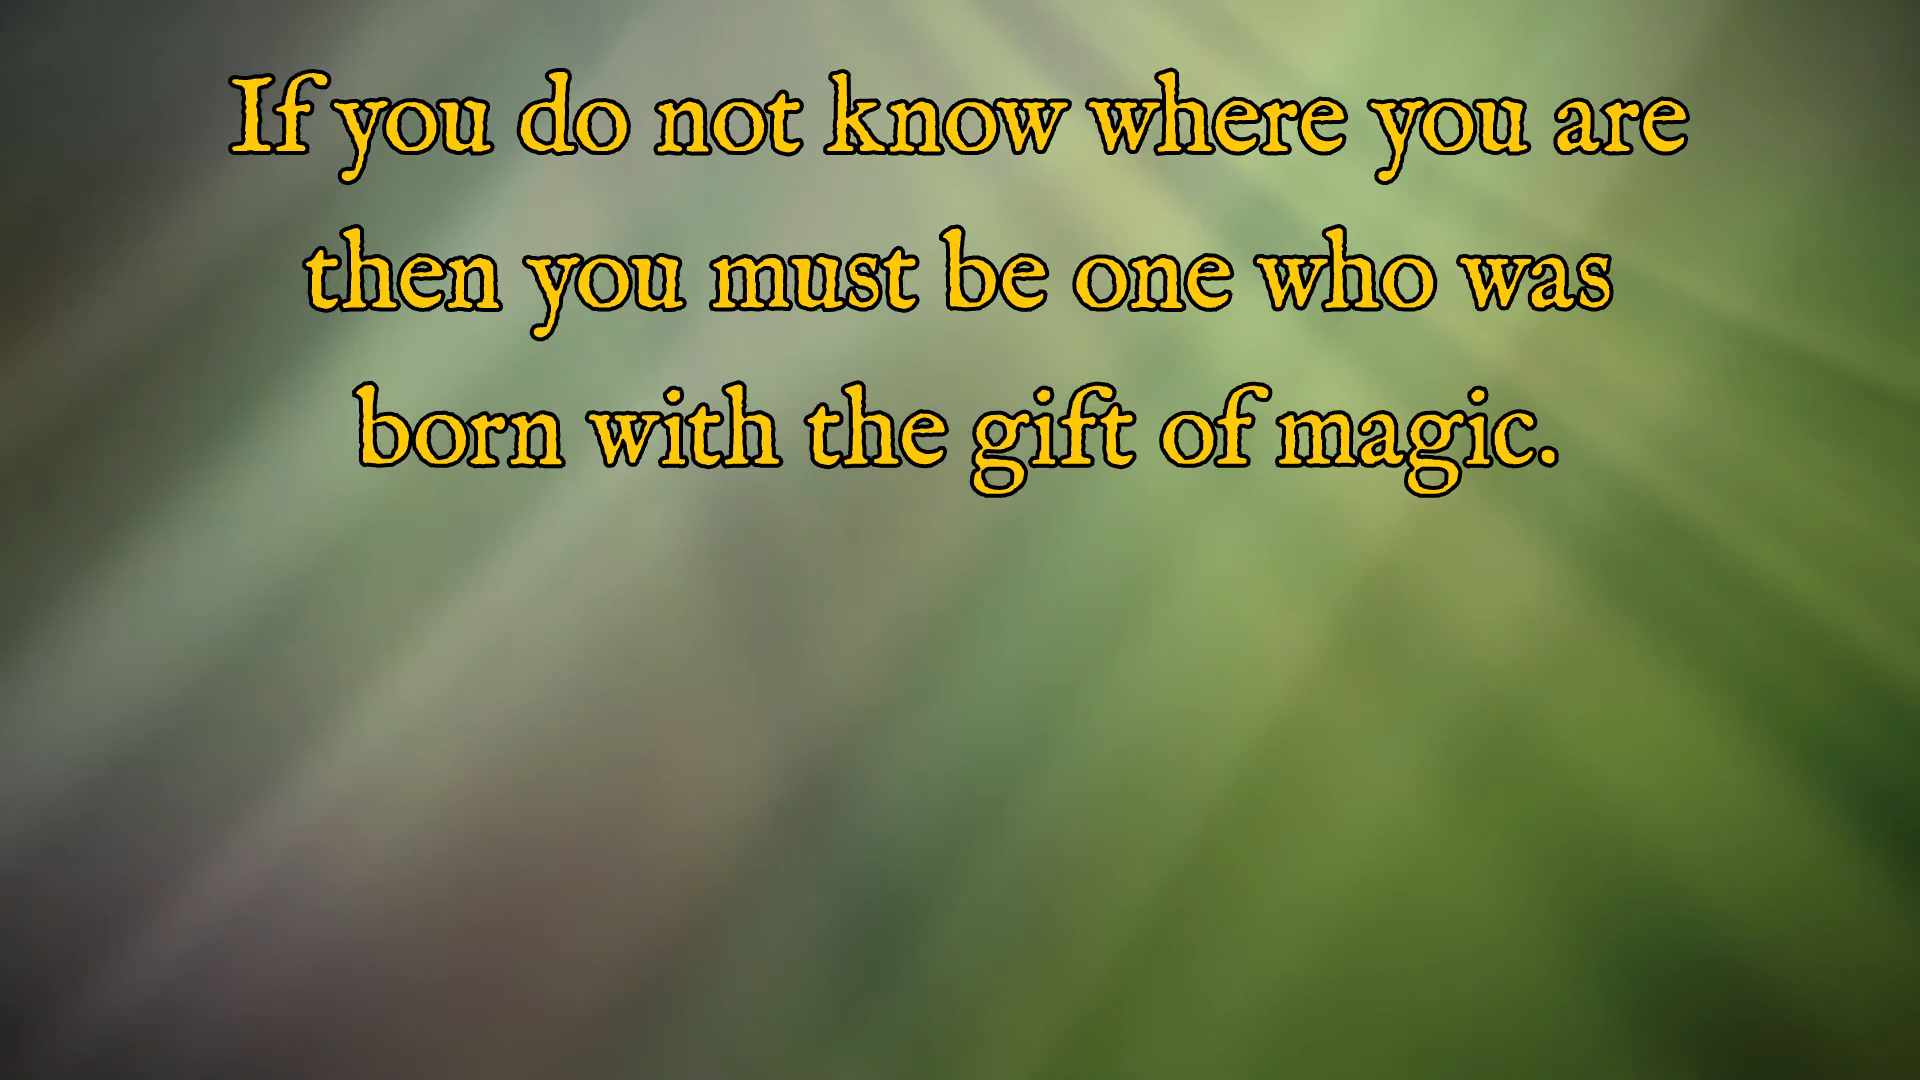 If you do not know where you are
then you must be one who was
born with the gift of magic.